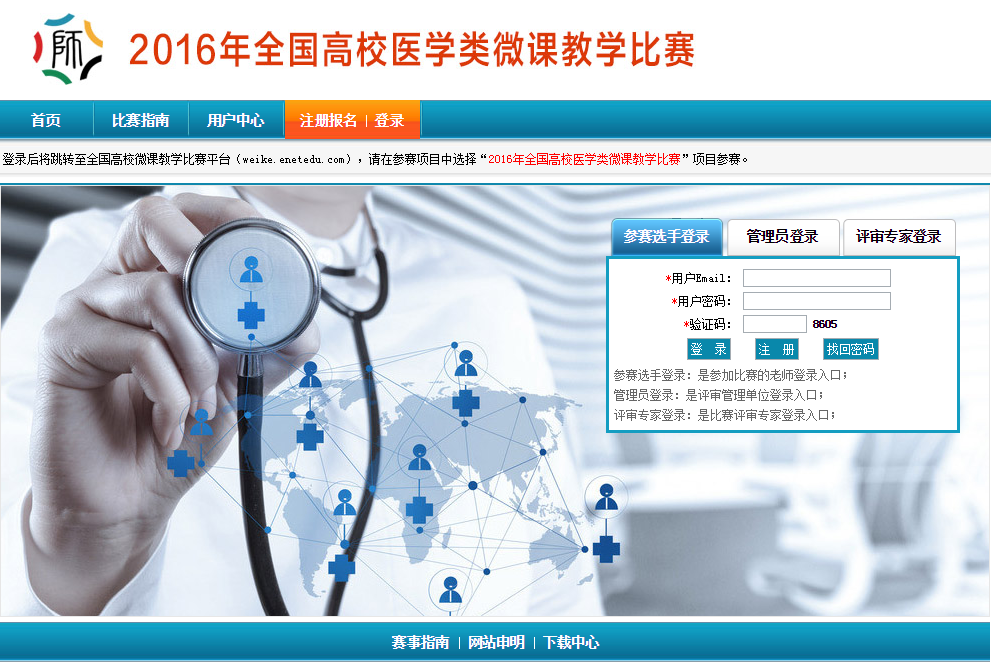 師
2016年全国高校医学类微课教学比赛
首页 比赛指南 用户中心 注册报名 | 登录
登录后将跳转至全国高校微课教学比赛平台（weike.enetedu.com），请在参赛项目中选择“2016年全国高校医学类微课教学比赛”项目参赛。
参赛选手登录 管理员登录 评审专家登录
*用户Email：
*用户密码：
*验证码： 8605
登 录 注 册 找回密码
参赛选手登录：是参加比赛的老师登录入口；
管理员登录：是评审管理单位登录入口；
评审专家登录：是比赛评审专家登录入口；
赛事指南 | 网站申明 | 下载中心